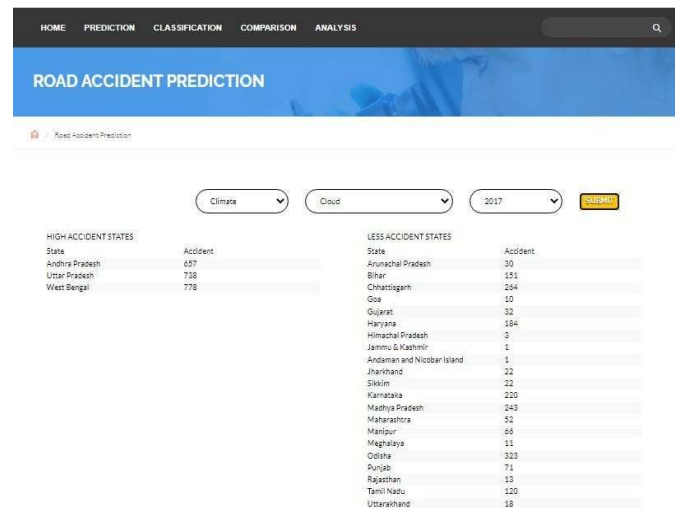 HOME PREDICTION CLASSIFICATION COMPARISON ANALYSIS
ROAD ACCIDENT PREDICTION
/ Road Accident Prediction
Climate Cloud 2017 SUBMIT
HIGH ACCIDENT STATES
State Accident
Andhra Pradesh 657
Uttar Pradesh 738
West Bengal 778
LESS ACCIDENT STATES
State Accident
Arunachal Pradesh 30
Bihar 151
Chhattisgarh 264
Goa 10
Gujarat 32
Haryana 184
Himachal Pradesh 3
Jammu & Kashmir 1
Andaman and Nicobar Island 1
Jharkhand 22
Sikkim 22
Karnataka 220
Madhya Pradesh 243
Maharashtra 52
Manipur 66
Meghalaya 11
Odisha 323
Punjab 71
Rajasthan 13
Tamil Nadu 120
Uttarakhand 18